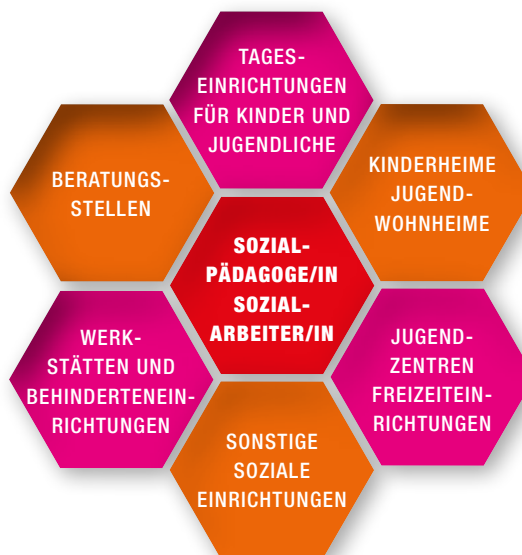 TAGES-
EINRICHTUNGEN
FÜR KINDER UND
JUGENDLICHE
BERATUNGS-
STELLEN
KINDERHEIME
JUGEND-
WOHNHEIME
SOZIAL-
PÄDAGOGE/IN
SOZIAL-
ARBEITER/IN
WERK-
STÄTTEN UND
BEHINDERTENEIN-
RICHTUNGEN
JUGEND-
ZENTREN
FREIZEITEIN-
RICHTUNGEN
SONSTIGE
SOZIALE
EINRICHTUNGEN